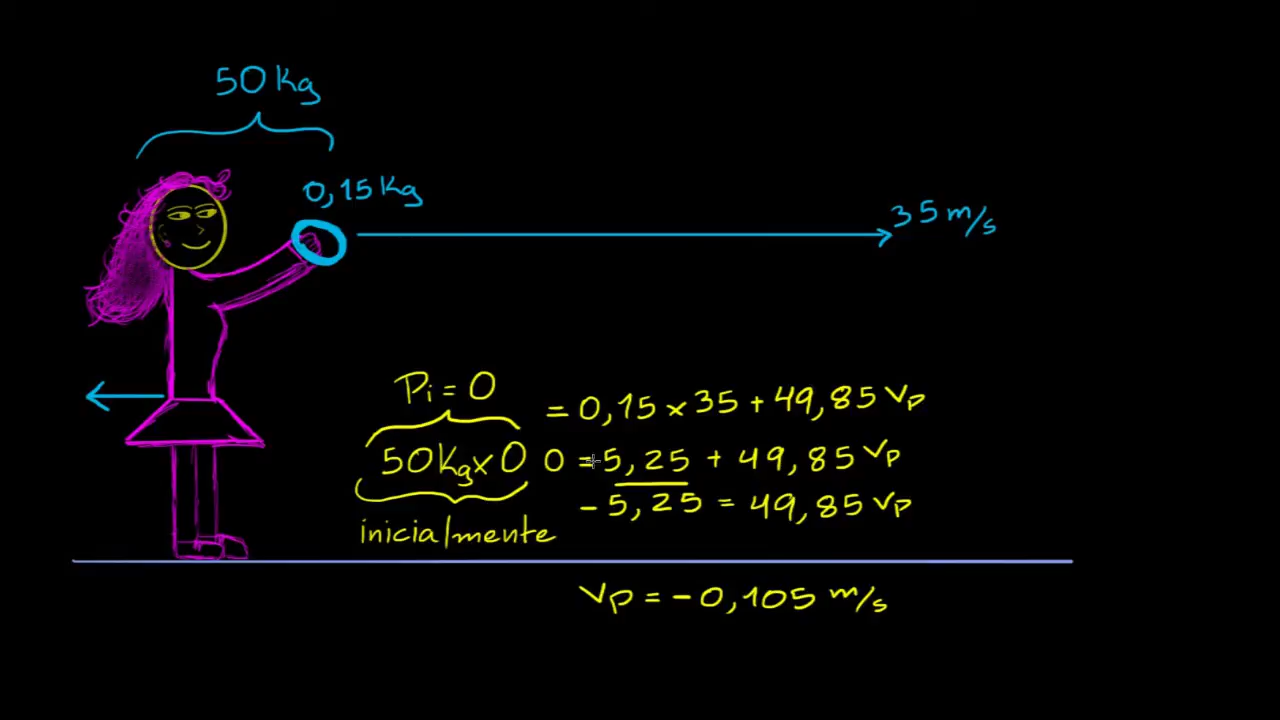 50 Kg
0,15 Kg
35 m/s
Pi = 0
= 0,15 × 35 + 49,85 Vp
50Kg × 0
0 = 5,25 + 49,85 Vp
- 5,25 = 49,85 Vp
inicialmente
Vp = -0,105 m/s